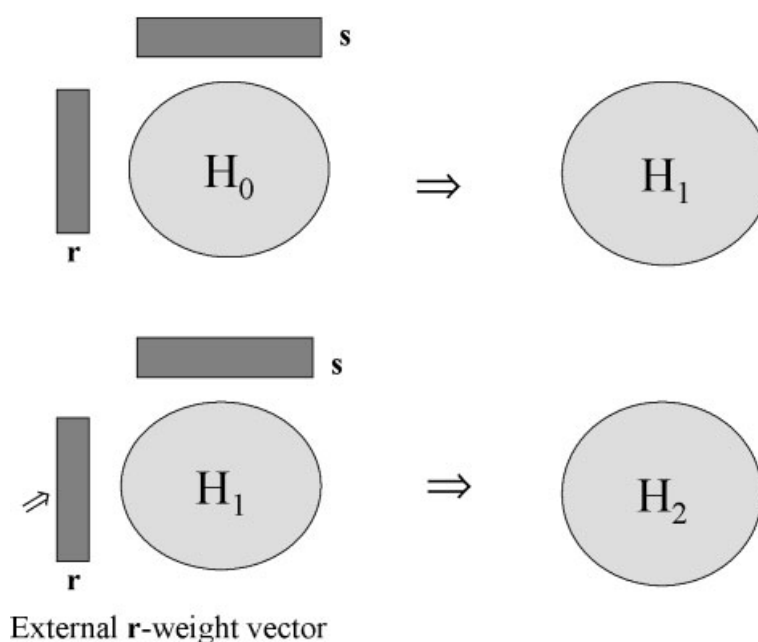 s
H₀
⇒
H₁
r
s
H₁
⇒
H₂
⇒
r
External r-weight vector